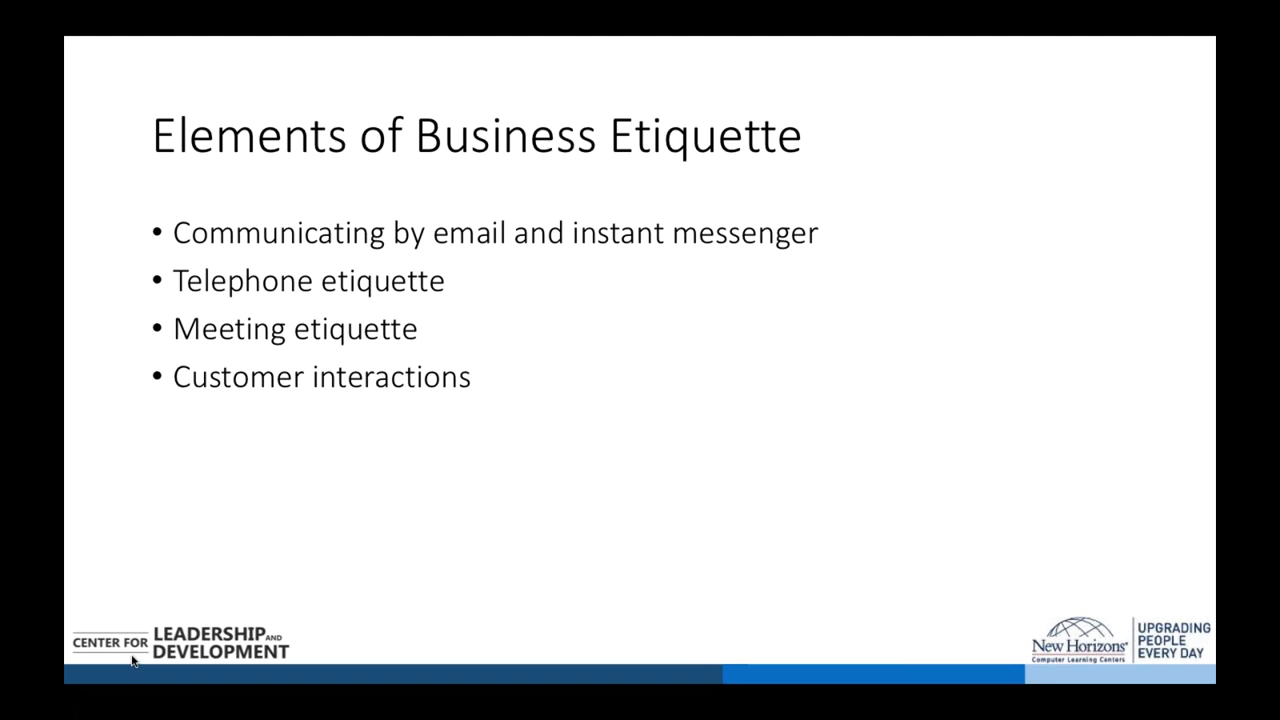 Elements of Business Etiquette
• Communicating by email and instant messenger
• Telephone etiquette
• Meeting etiquette
• Customer interactions
CENTER FOR LEADERSHIP AND DEVELOPMENT
New Horizons®
Computer Learning Centers
UPGRADING
PEOPLE
EVERY DAY